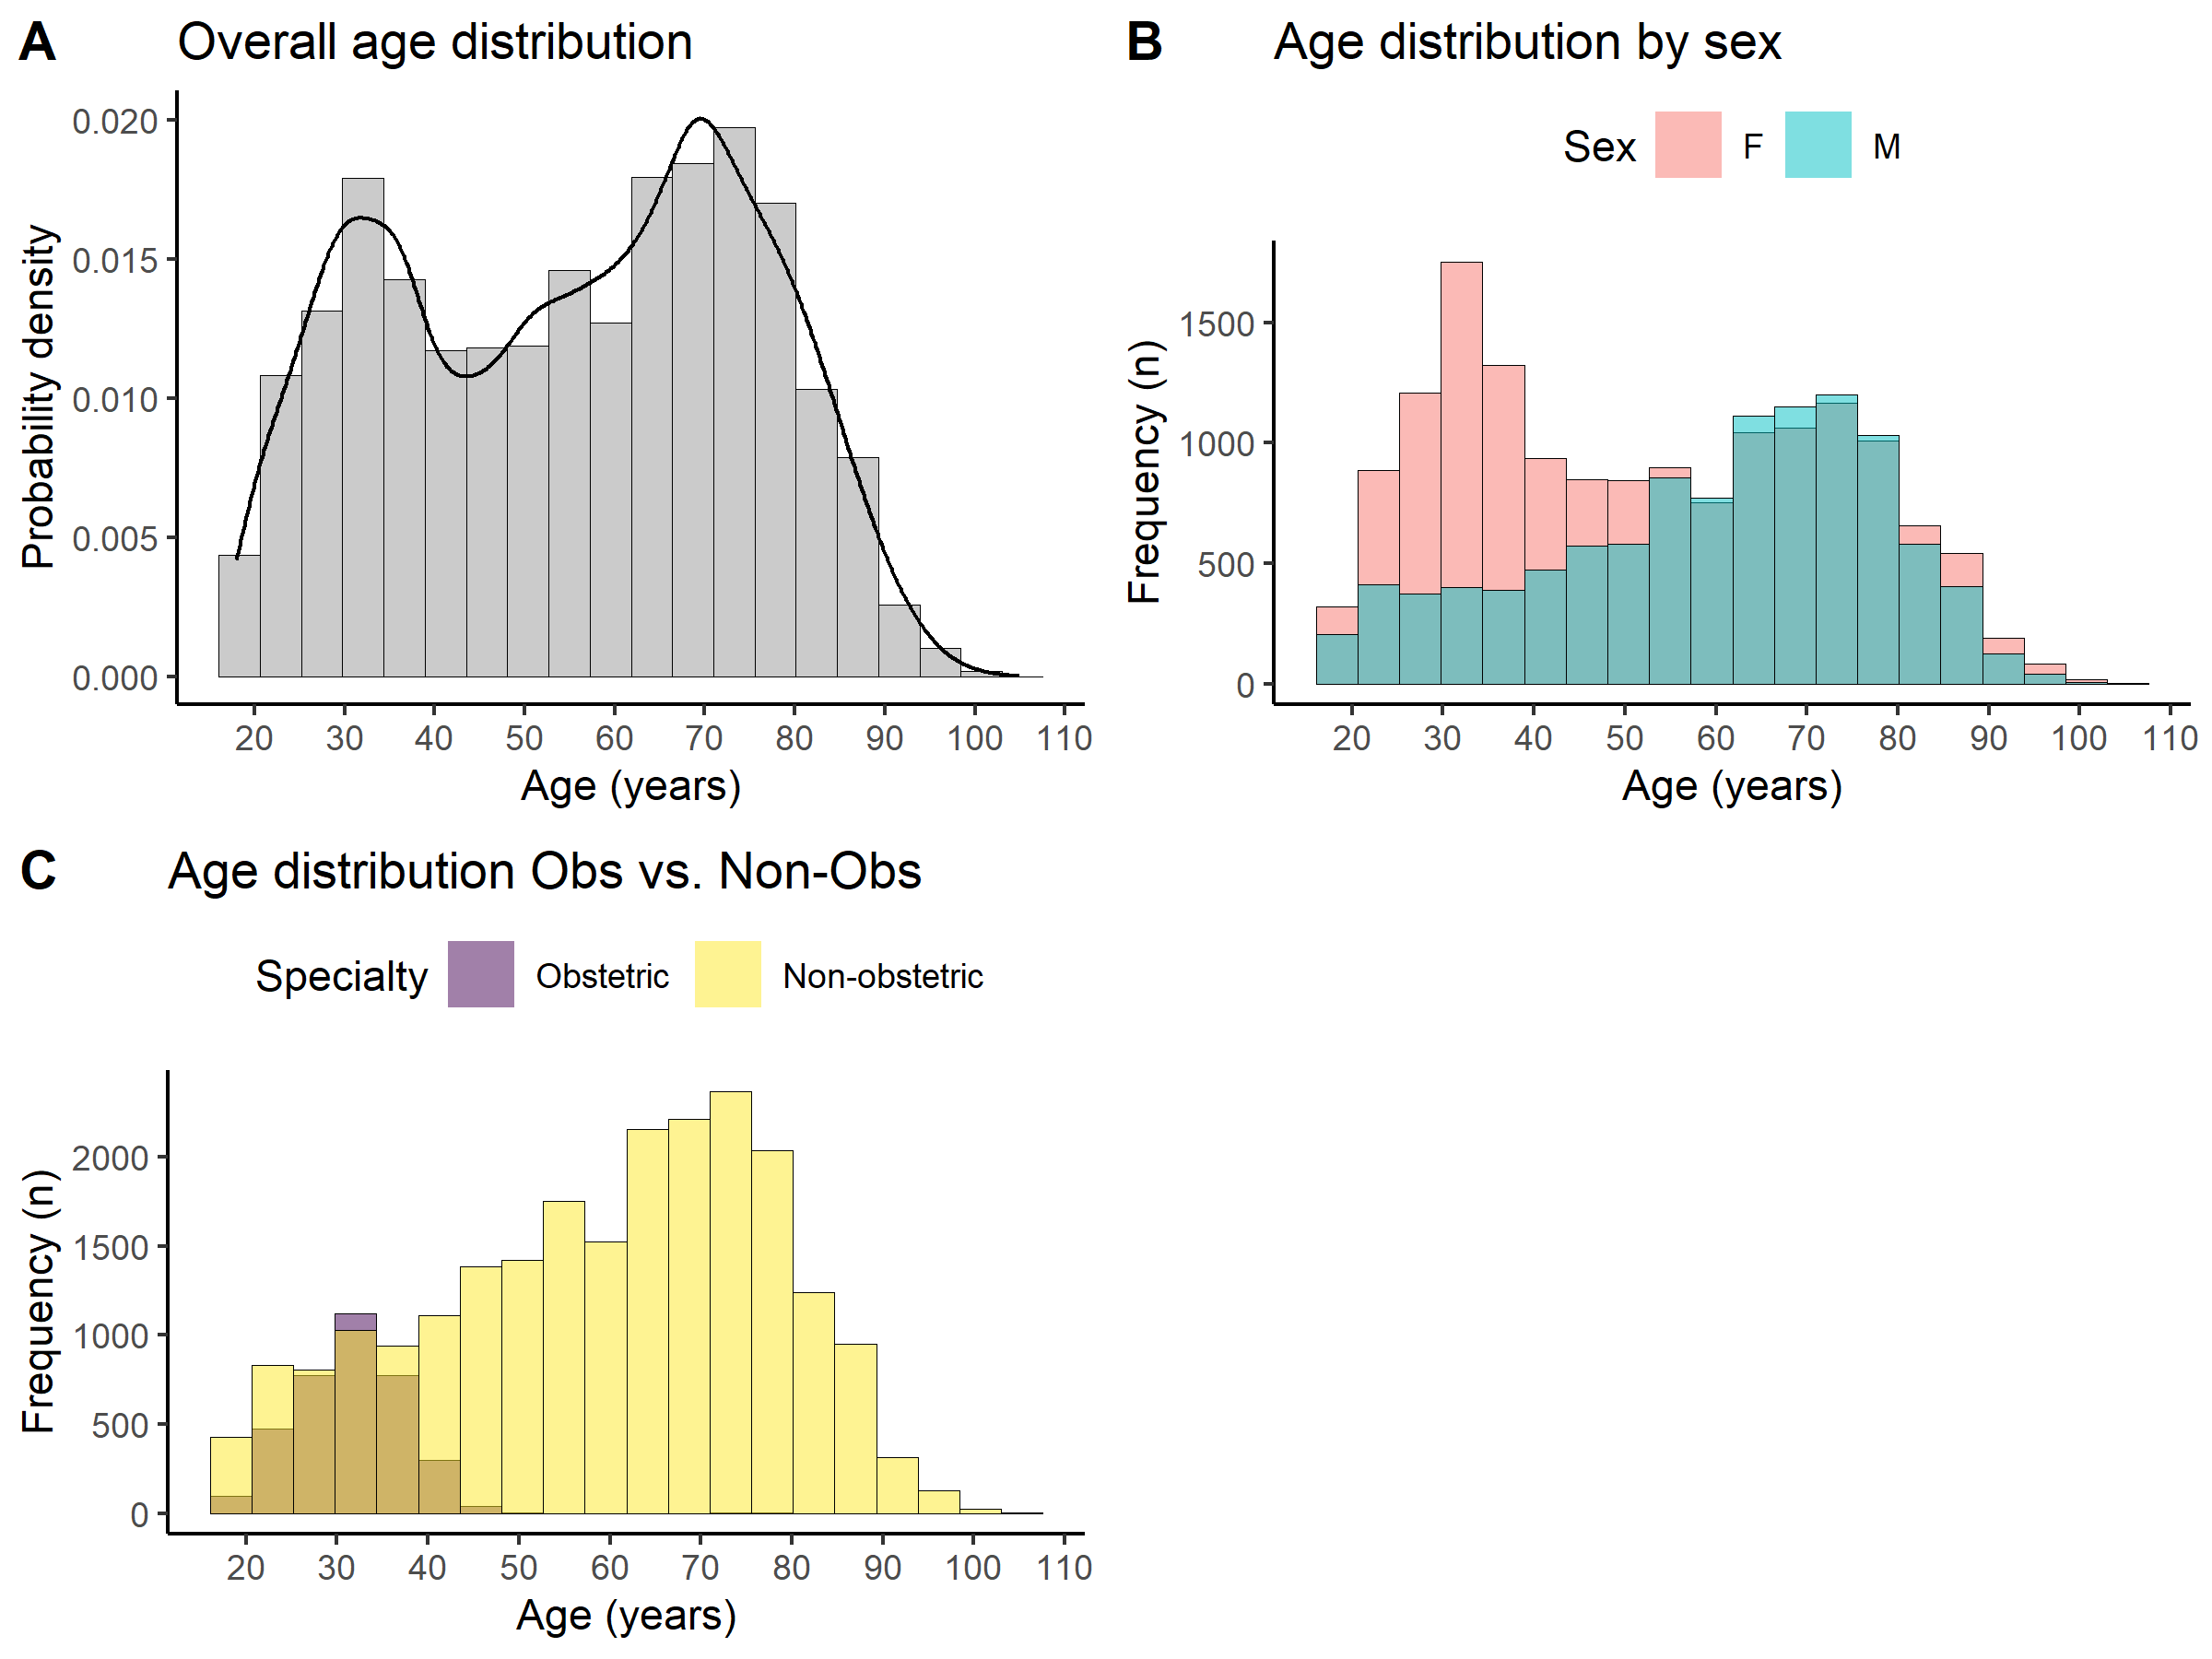 A Overall age distribution
Probability density
0.020
0.015
0.010
0.005
0.000
20 30 40 50 60 70 80 90 100 110
Age (years)
B Age distribution by sex
Sex F M
Frequency (n)
1500
1000
500
0
20 30 40 50 60 70 80 90 100 110
Age (years)
C Age distribution Obs vs. Non-Obs
Specialty Obstetric Non-obstetric
Frequency (n)
2000
1500
1000
500
0
20 30 40 50 60 70 80 90 100 110
Age (years)